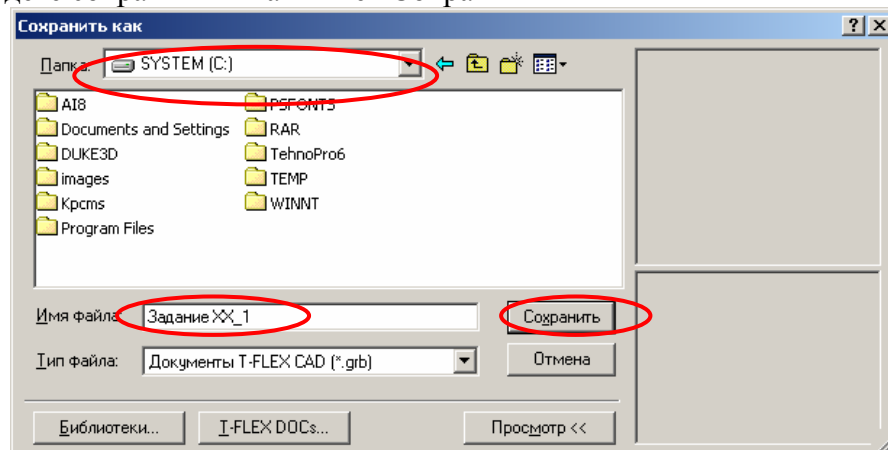 Сохранить как
Папка: SYSTEM (C:)
AI8 PSFONTS
Documents and Settings RAR
DUKE3D TehnoPro6
images TEMP
Kpcms WINNT
Program Files
Имя файла: Задание XX_1 Сохранить
Тип файла: Документы T-FLEX CAD (*.grb) Отмена
Библиотеки... T-FLEX DOCs... Просмотр <<